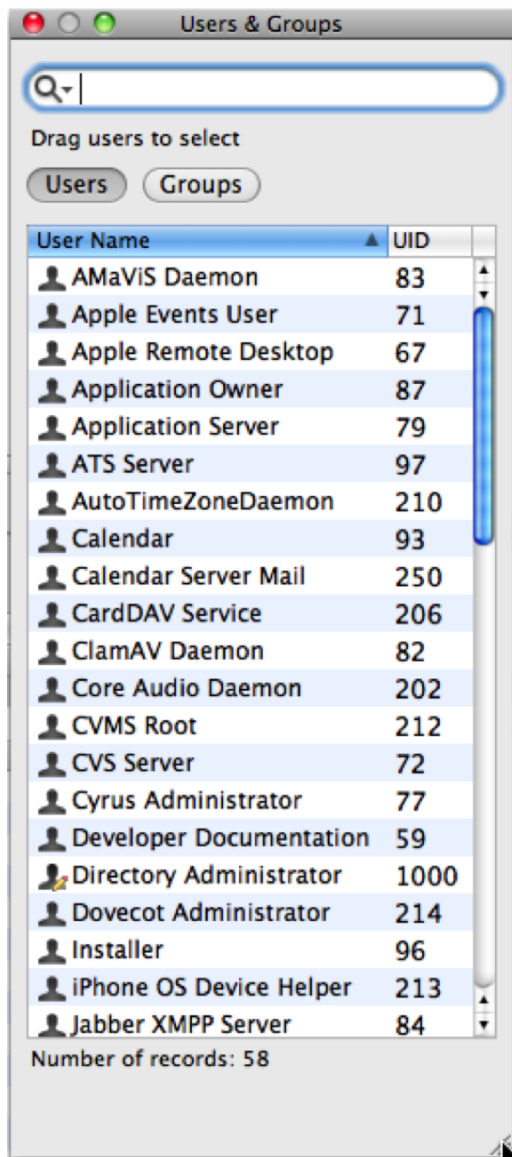 Users & Groups
Drag users to select
Users Groups
User Name UID
AMaViS Daemon 83
Apple Events User 71
Apple Remote Desktop 67
Application Owner 87
Application Server 79
ATS Server 97
AutoTimeZoneDaemon 210
Calendar 93
Calendar Server Mail 250
CardDAV Service 206
ClamAV Daemon 82
Core Audio Daemon 202
CVMS Root 212
CVS Server 72
Cyrus Administrator 77
Developer Documentation 59
Directory Administrator 1000
Dovecot Administrator 214
Installer 96
iPhone OS Device Helper 213
Jabber XMPP Server 84
Number of records: 58